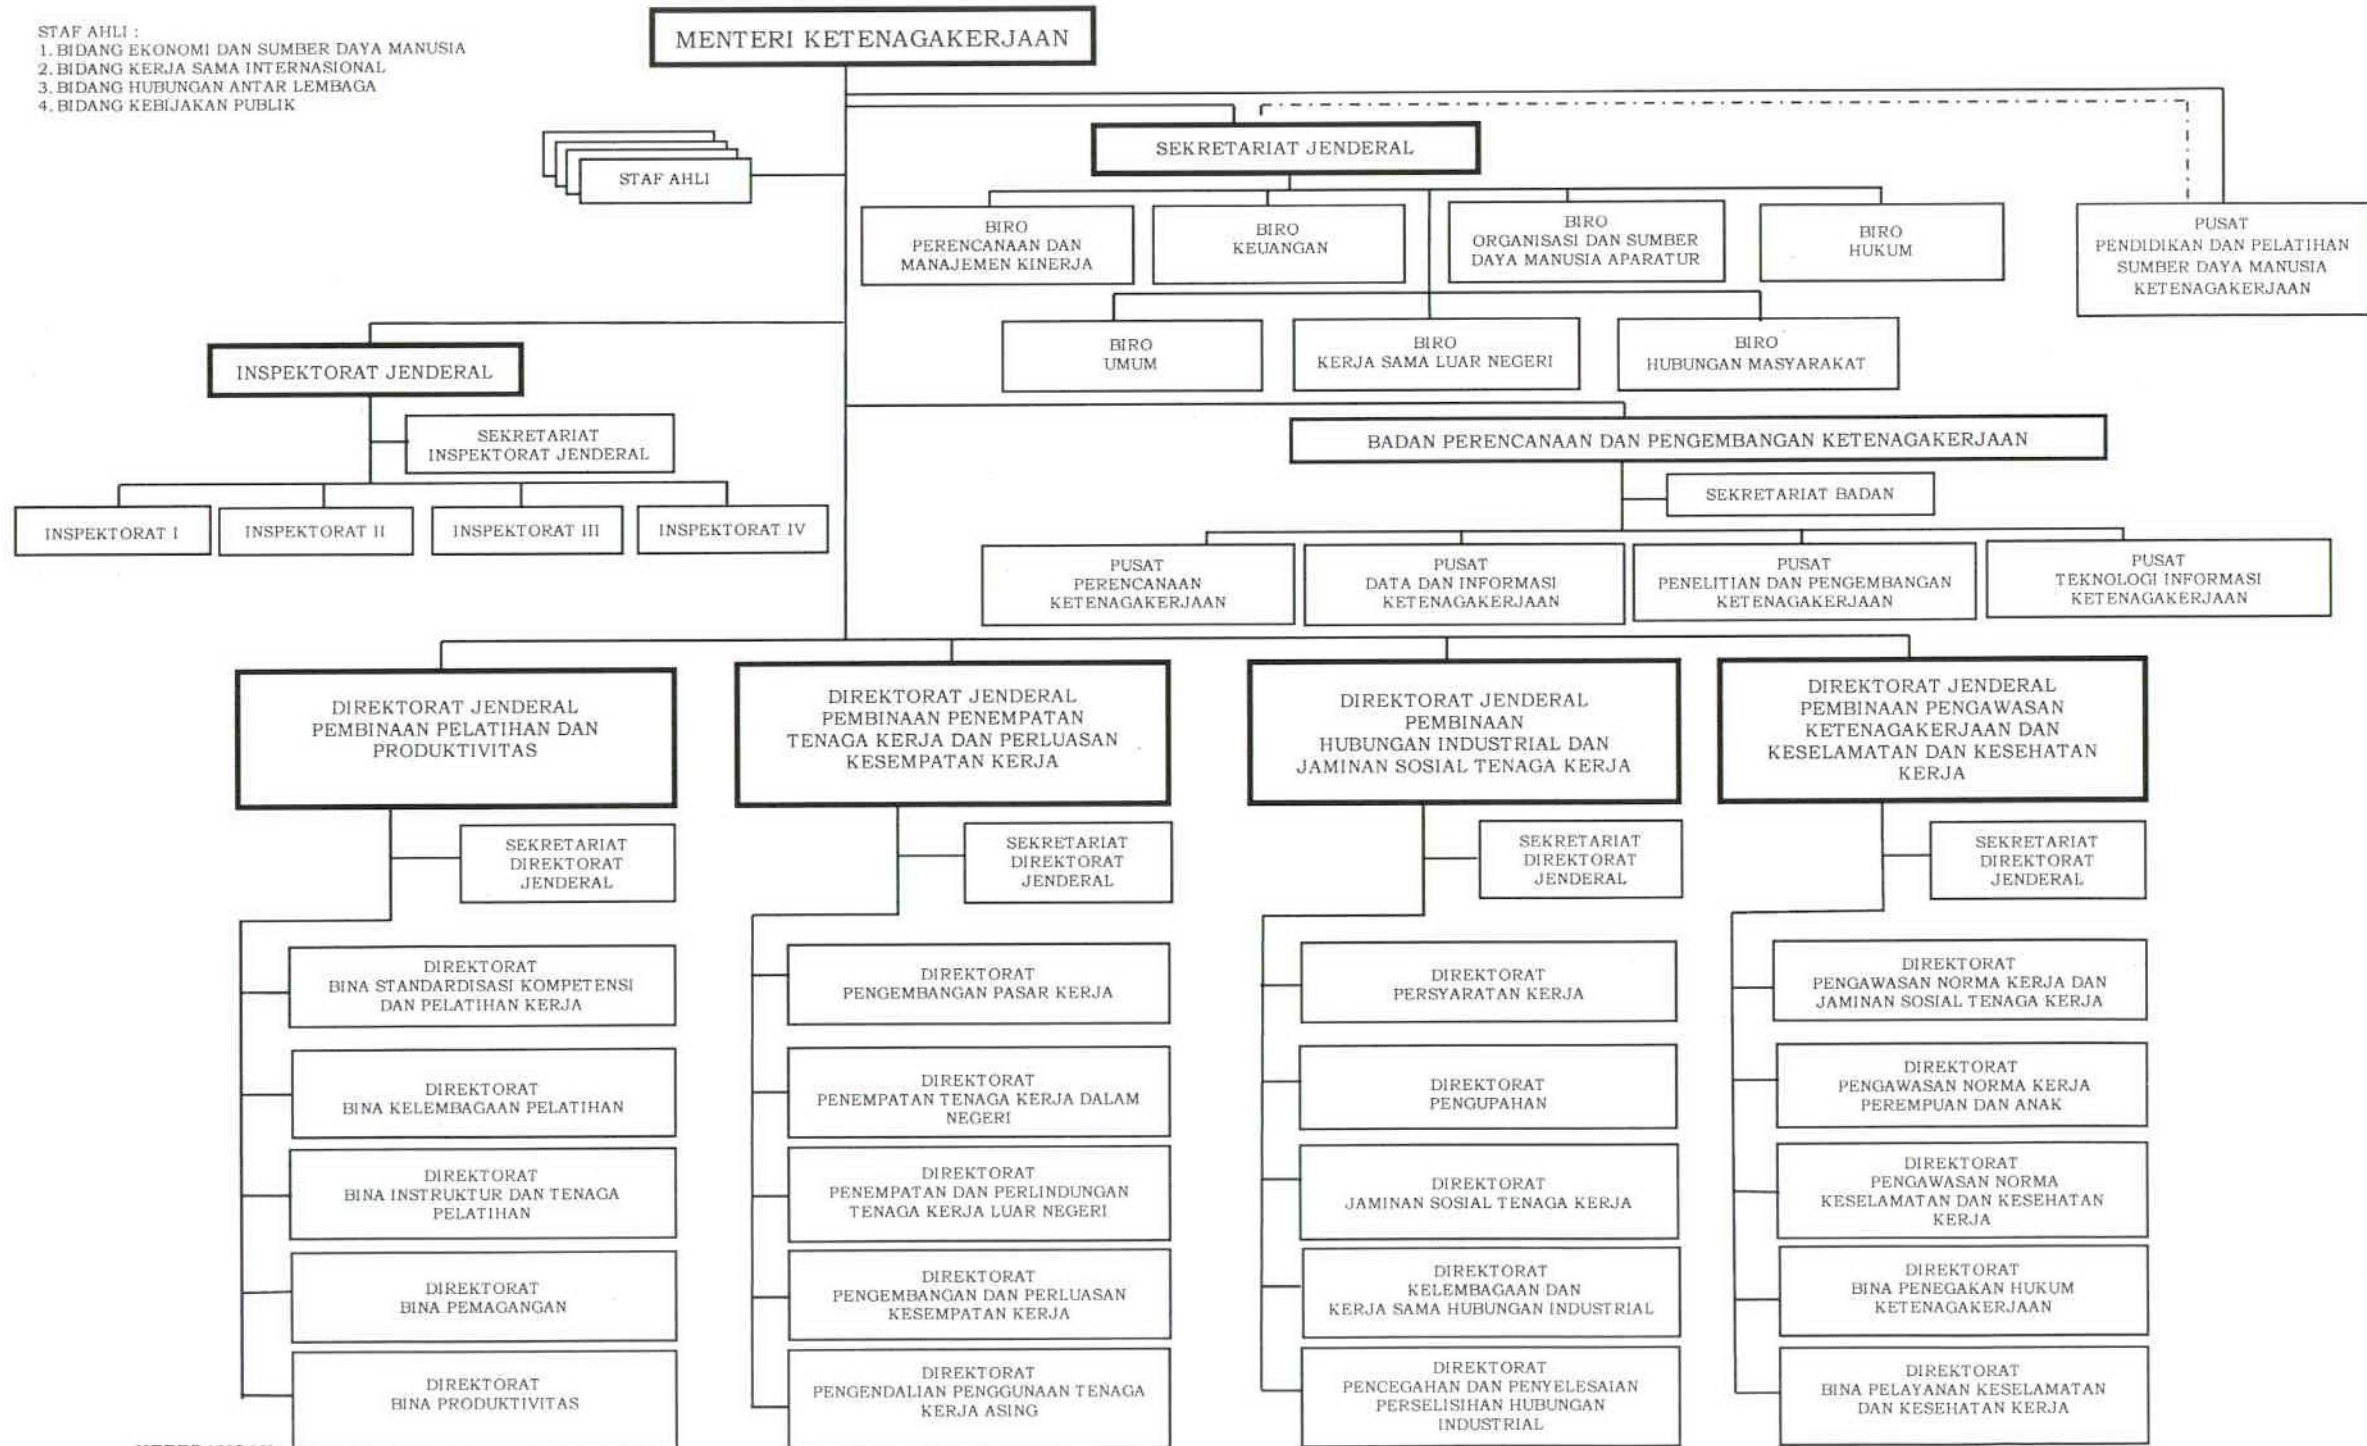 STAF AHLI :
1. BIDANG EKONOMI DAN SUMBER DAYA MANUSIA
2. BIDANG KERJA SAMA INTERNASIONAL
3. BIDANG HUBUNGAN ANTAR LEMBAGA
4. BIDANG KEBIJAKAN PUBLIK
MENTERI KETENAGAKERJAAN
STAF AHLI
SEKRETARIAT JENDERAL
BIRO
PERENCANAAN DAN
MANAJEMEN KINERJA
BIRO
KEUANGAN
BIRO
ORGANISASI DAN SUMBER
DAYA MANUSIA APARATUR
BIRO
HUKUM
PUSAT
PENDIDIKAN DAN PELATIHAN
SUMBER DAYA MANUSIA
KETENAGAKERJAAN
BIRO
UMUM
BIRO
KERJA SAMA LUAR NEGERI
BIRO
HUBUNGAN MASYARAKAT
INSPEKTORAT JENDERAL
SEKRETARIAT
INSPEKTORAT JENDERAL
INSPEKTORAT I
INSPEKTORAT II
INSPEKTORAT III
INSPEKTORAT IV
BADAN PERENCANAAN DAN PENGEMBANGAN KETENAGAKERJAAN
SEKRETARIAT BADAN
PUSAT
PERENCANAAN
KETENAGAKERJAAN
PUSAT
DATA DAN INFORMASI
KETENAGAKERJAAN
PUSAT
PENELITIAN DAN PENGEMBANGAN
KETENAGAKERJAAN
PUSAT
TEKNOLOGI INFORMASI
KETENAGAKERJAAN
DIREKTORAT JENDERAL
PEMBINAAN PELATIHAN DAN
PRODUKTIVITAS
SEKRETARIAT
DIREKTORAT
JENDERAL
DIREKTORAT
BINA STANDARDISASI KOMPETENSI
DAN PELATIHAN KERJA
DIREKTORAT
BINA KELEMBAGAAN PELATIHAN
DIREKTORAT
BINA INSTRUKTUR DAN TENAGA
PELATIHAN
DIREKTORAT
BINA PEMAGANGAN
DIREKTORAT
BINA PRODUKTIVITAS
DIREKTORAT JENDERAL
PEMBINAAN PENEMPATAN
TENAGA KERJA DAN PERLUASAN
KESEMPATAN KERJA
SEKRETARIAT
DIREKTORAT
JENDERAL
DIREKTORAT
PENGEMBANGAN PASAR KERJA
DIREKTORAT
PENEMPATAN TENAGA KERJA DALAM
NEGERI
DIREKTORAT
PENEMPATAN DAN PERLINDUNGAN
TENAGA KERJA LUAR NEGERI
DIREKTORAT
PENGEMBANGAN DAN PERLUASAN
KESEMPATAN KERJA
DIREKTORAT
PENGENDALIAN PENGGUNAAN TENAGA
KERJA ASING
DIREKTORAT JENDERAL
PEMBINAAN
HUBUNGAN INDUSTRIAL DAN
JAMINAN SOSIAL TENAGA KERJA
SEKRETARIAT
DIREKTORAT
JENDERAL
DIREKTORAT
PERSYARATAN KERJA
DIREKTORAT
PENGUPAHAN
DIREKTORAT
JAMINAN SOSIAL TENAGA KERJA
DIREKTORAT
KELEMBAGAAN DAN
KERJA SAMA HUBUNGAN INDUSTRIAL
DIREKTORAT
PENCEGAHAN DAN PENYELESAIAN
PERSELISIHAN HUBUNGAN
INDUSTRIAL
DIREKTORAT JENDERAL
PEMBINAAN PENGAWASAN
KETENAGAKERJAAN DAN
KESELAMATAN DAN KESEHATAN
KERJA
SEKRETARIAT
DIREKTORAT
JENDERAL
DIREKTORAT
PENGAWASAN NORMA KERJA DAN
JAMINAN SOSIAL TENAGA KERJA
DIREKTORAT
PENGAWASAN NORMA KERJA
PEREMPUAN DAN ANAK
DIREKTORAT
PENGAWASAN NORMA
KESELAMATAN DAN KESEHATAN
KERJA
DIREKTORAT
BINA PENEGAKAN HUKUM
KETENAGAKERJAAN
DIREKTORAT
BINA PELAYANAN KESELAMATAN
DAN KESEHATAN KERJA